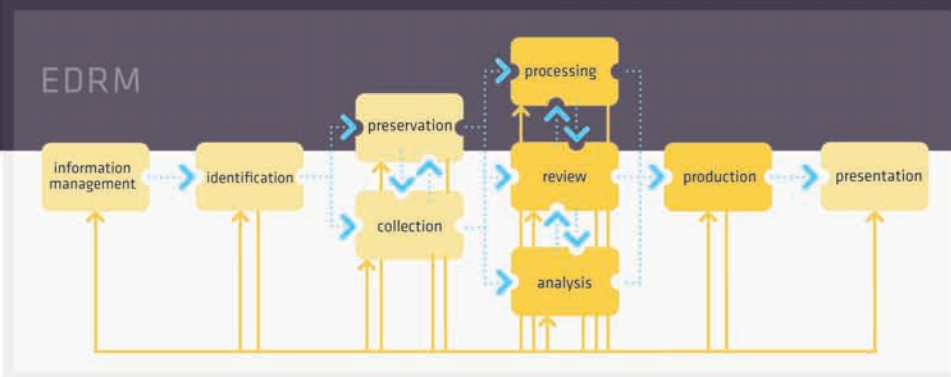 EDRM
information
management
identification
preservation
collection
processing
review
analysis
production
presentation